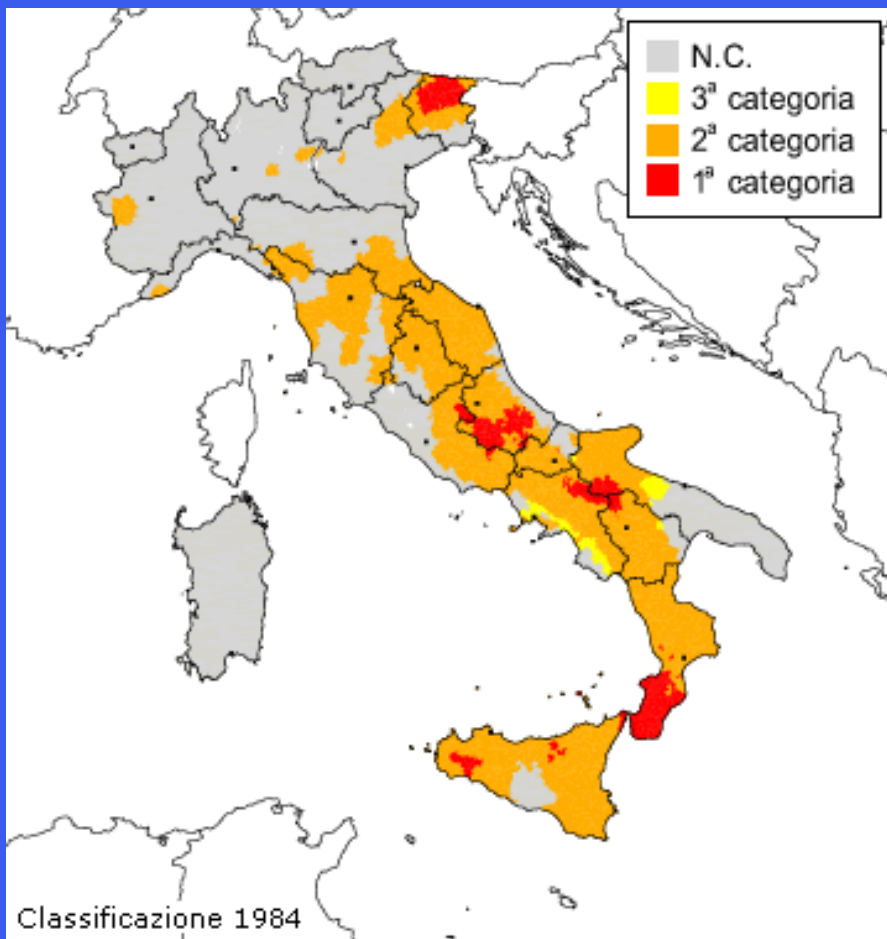 N.C.
3ª categoria
2ª categoria
1ª categoria
Classificazione 1984